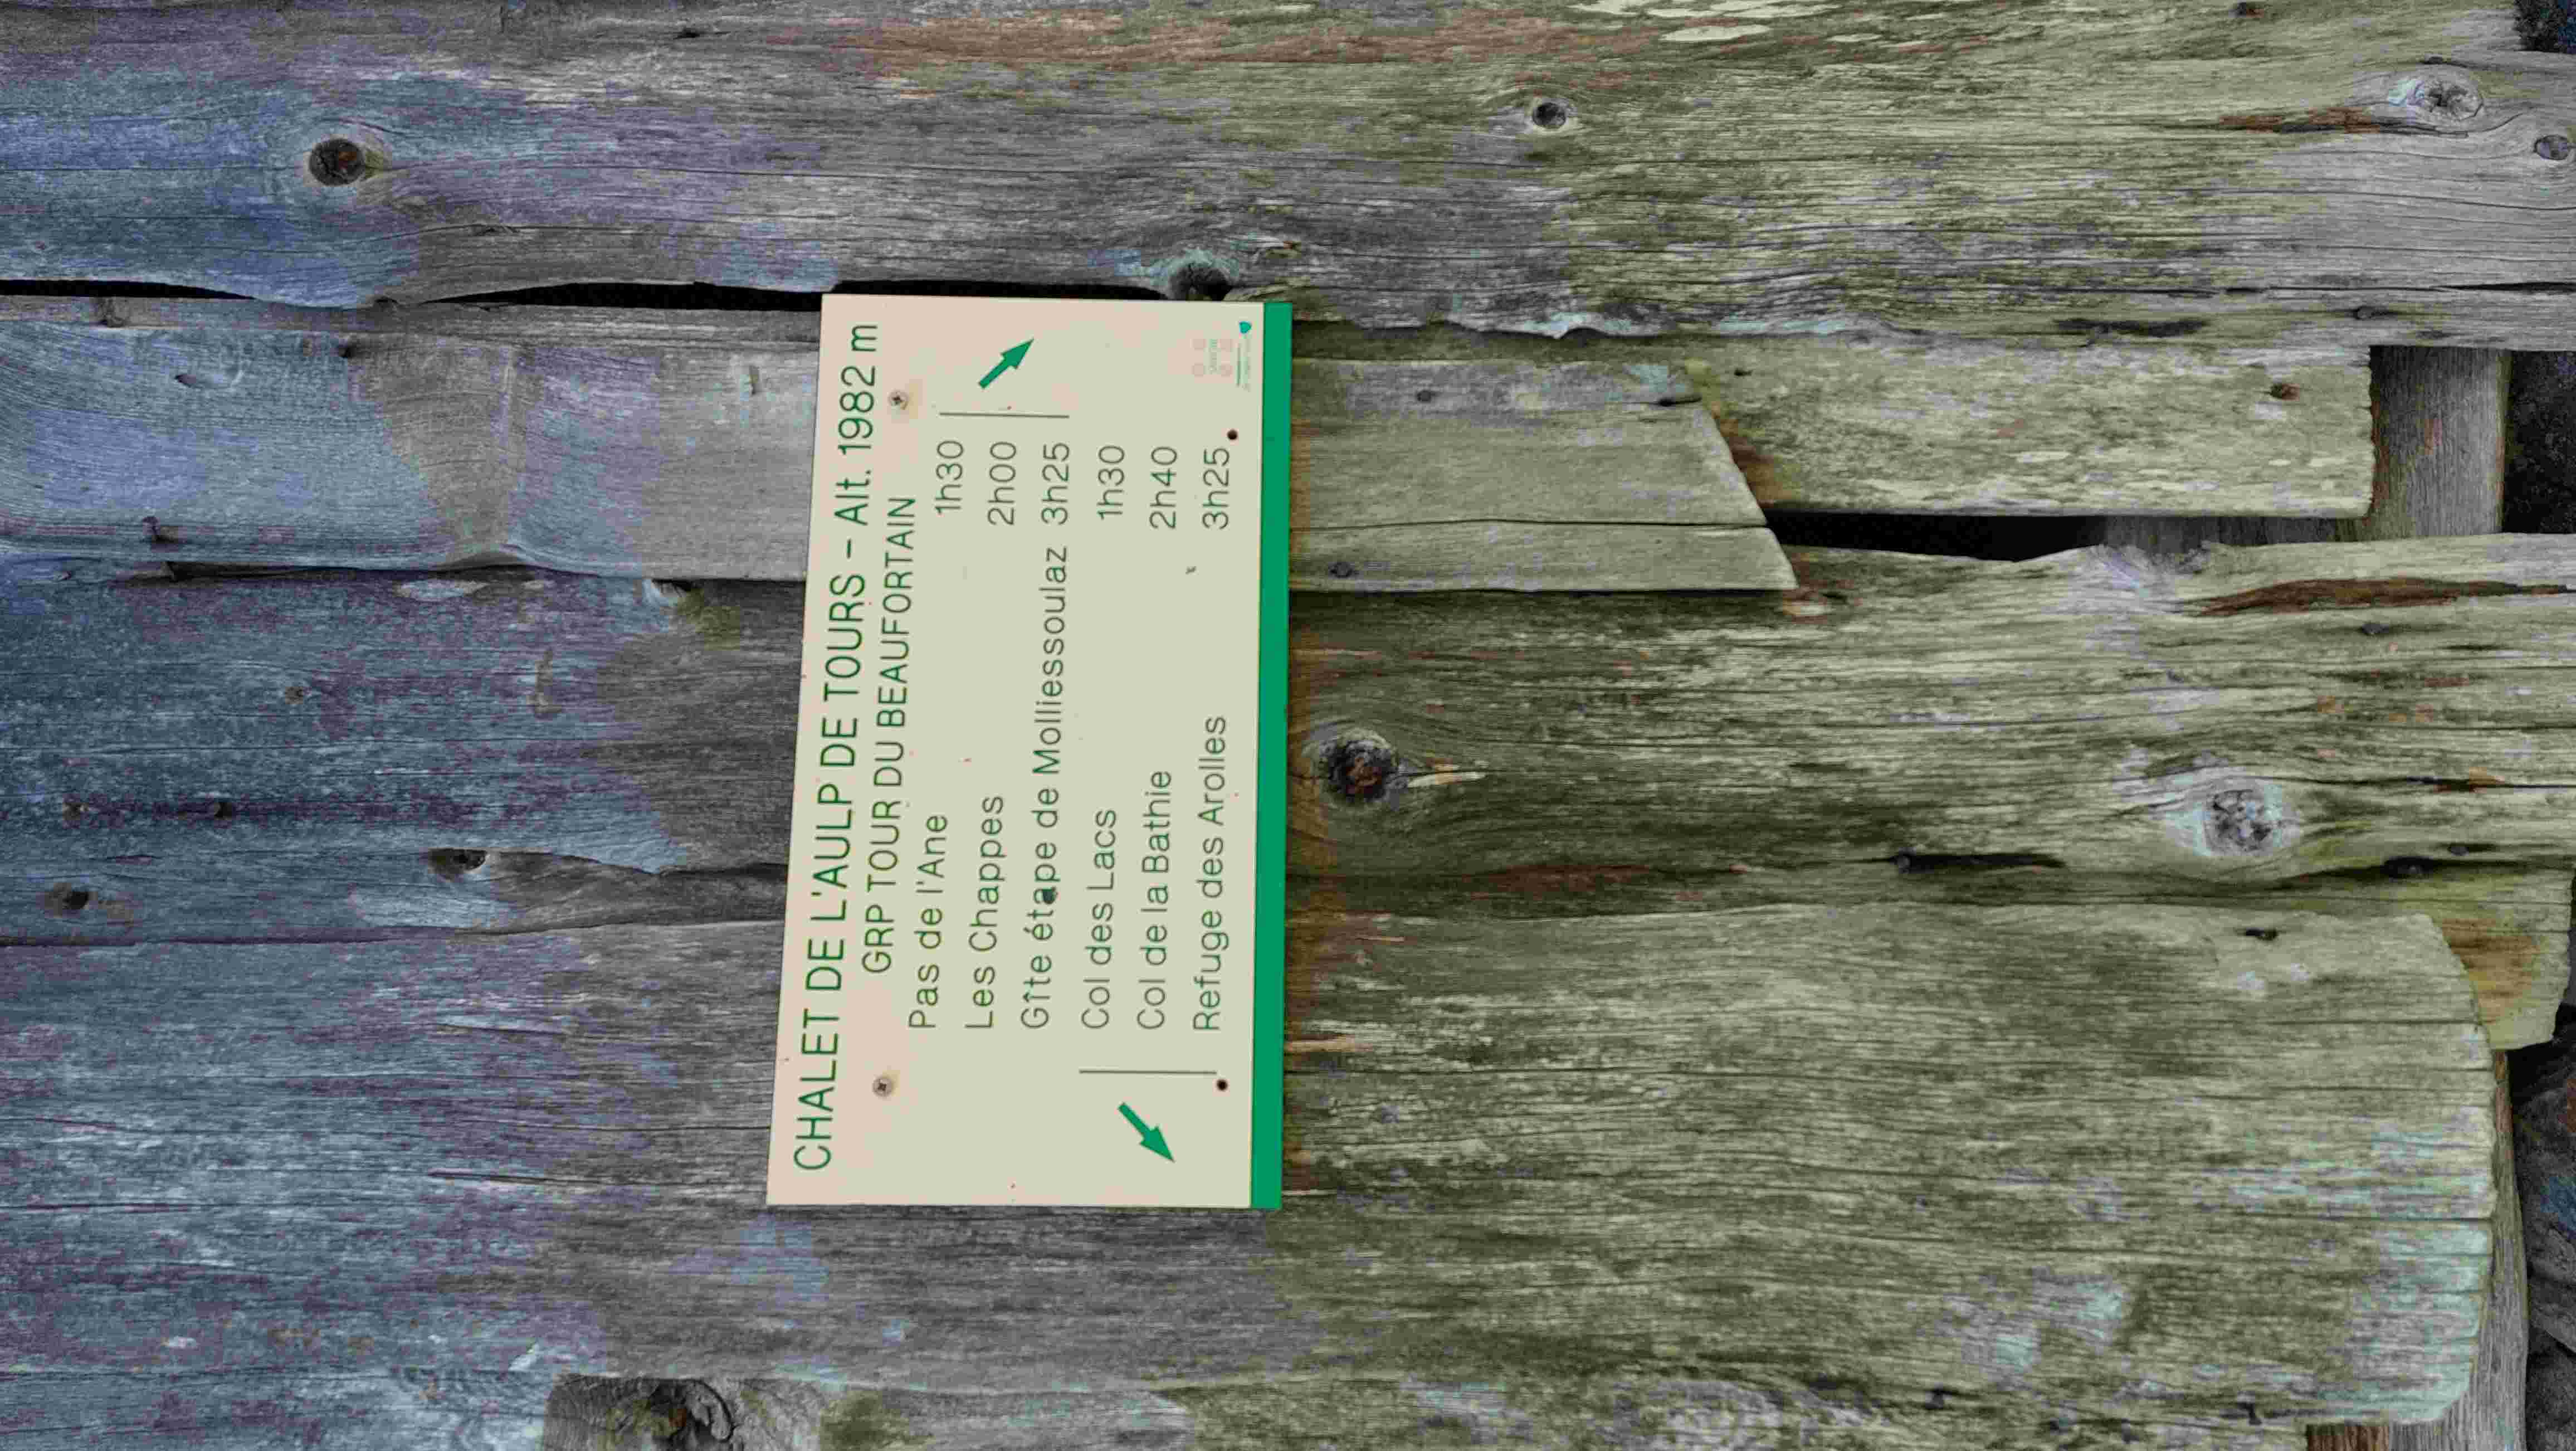 CHALET DE L'AULP DE TOURS - Alt. 1982 m
GRP TOUR DU BEAUFORTAIN
Pas de l'Ane 1h30
Les Chappes 2h00
Gîte étape de Molliessoulaz 3h25
Col des Lacs 1h30
Col de la Bathie 2h40
Refuge des Arolles 3h25